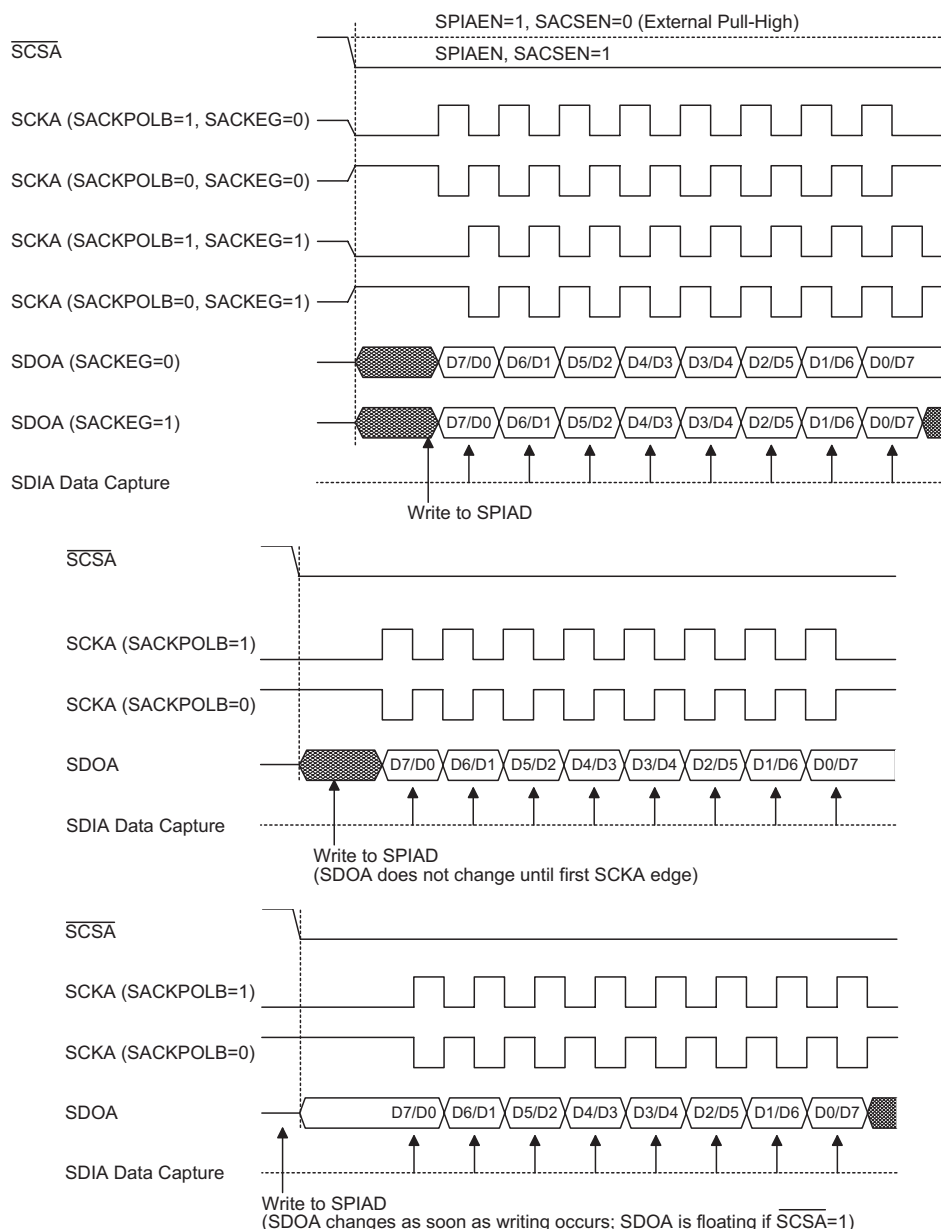 SPIAEN=1, SACSEN=0 (External Pull-High)
SCSA
SPIAEN, SACSEN=1
SCKA (SACKPOLB=1, SACKEG=0)
SCKA (SACKPOLB=0, SACKEG=0)
SCKA (SACKPOLB=1, SACKEG=1)
SCKA (SACKPOLB=0, SACKEG=1)
SDOA (SACKEG=0) D7/D0 D6/D1 D5/D2 D4/D3 D3/D4 D2/D5 D1/D6 D0/D7
SDOA (SACKEG=1) D7/D0 D6/D1 D5/D2 D4/D3 D3/D4 D2/D5 D1/D6 D0/D7
SDIA Data Capture
Write to SPIAD
SCSA
SCKA (SACKPOLB=1)
SCKA (SACKPOLB=0)
SDOA D7/D0 D6/D1 D5/D2 D4/D3 D3/D4 D2/D5 D1/D6 D0/D7
SDIA Data Capture
Write to SPIAD
(SDOA does not change until first SCKA edge)
SCSA
SCKA (SACKPOLB=1)
SCKA (SACKPOLB=0)
SDOA D7/D0 D6/D1 D5/D2 D4/D3 D3/D4 D2/D5 D1/D6 D0/D7
SDIA Data Capture
Write to SPIAD
(SDOA changes as soon as writing occurs; SDOA is floating if SCSA=1)